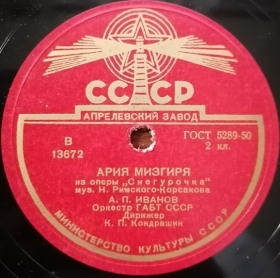 СССР
АПРЕЛЕВСКИЙ ЗАВОД
В
13672
ГОСТ 5289-50
2 кл.
АРИЯ МИЗГИРЯ
из оперы „Снегурочка“
муз. Н. Римского-Корсакова
А. П. ИВАНОВ
Оркестр ГАБТ СССР
Дирижер
К. П. Кондрашин
МИНИСТЕРСТВО КУЛЬТУРЫ СССР